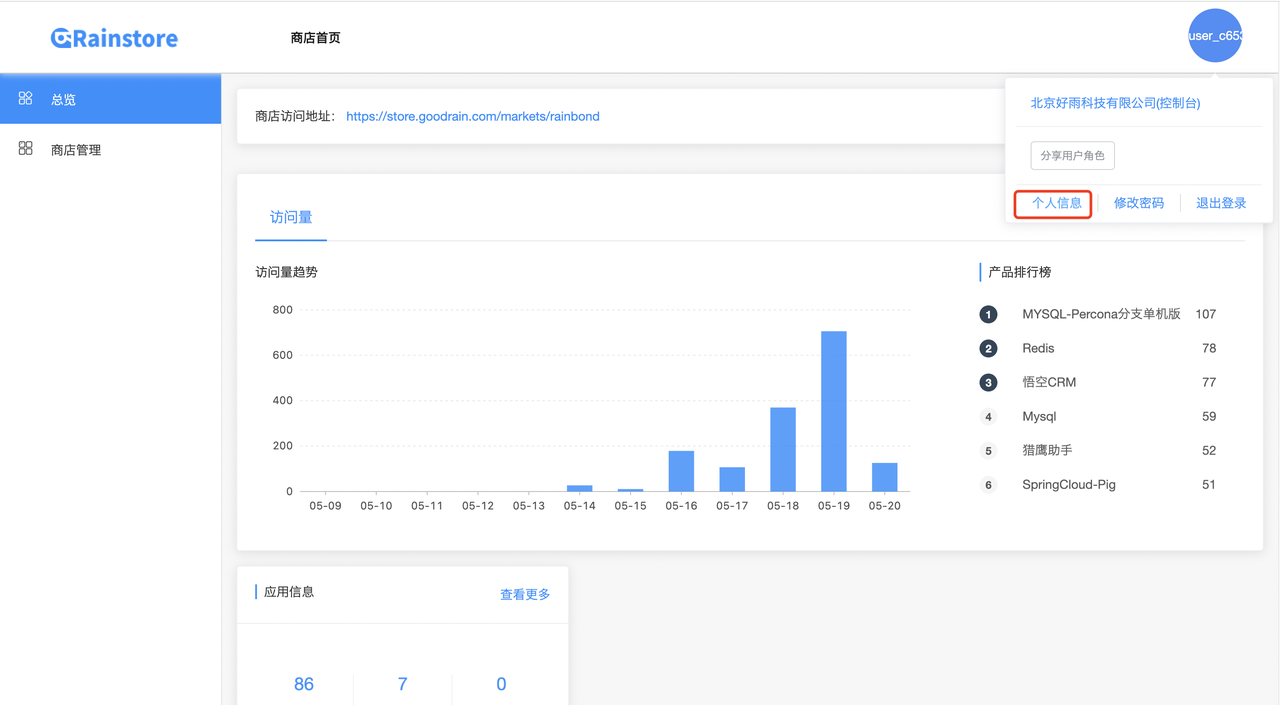 Rainstore
商店首页
user_c653
总览
商店管理
商店访问地址： https://store.goodrain.com/markets/rainbond
北京好雨科技有限公司(控制台)
分享用户角色
个人信息 修改密码 退出登录
访问量
访问量趋势
800
600
400
200
0
05-09 05-10 05-11 05-12 05-13 05-14 05-15 05-16 05-17 05-18 05-19 05-20
产品排行榜
1 MYSQL-Percona分支单机版 107
2 Redis 78
3 悟空CRM 77
4 Mysql 59
5 猎鹰助手 52
6 SpringCloud-Pig 51
应用信息 查看更多
86 7 0